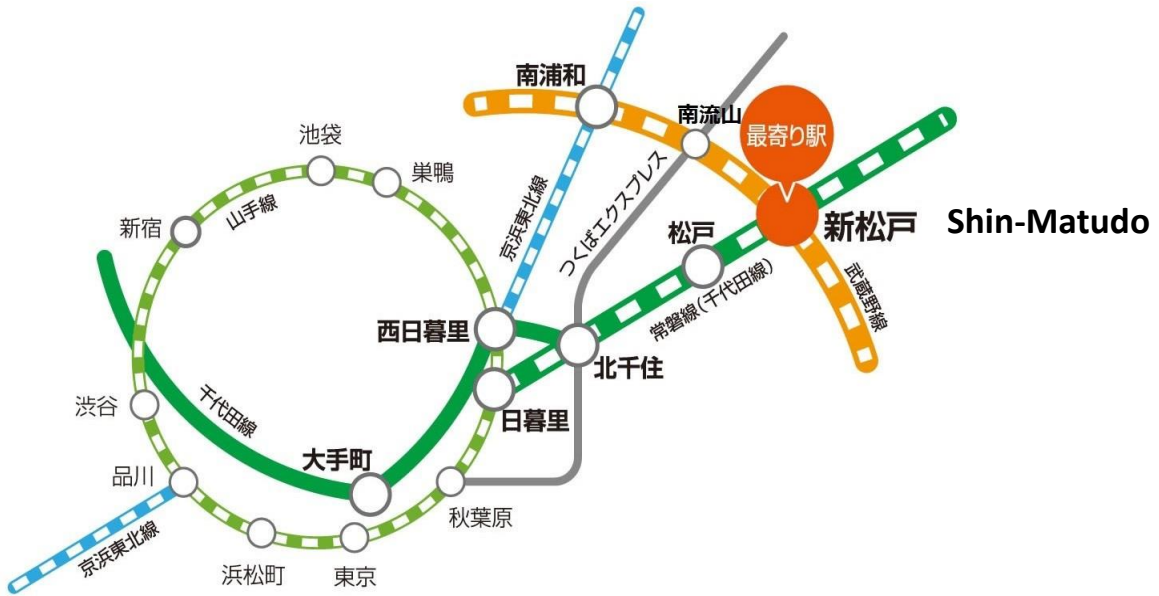 南浦和
南流山
最寄り駅
池袋
巣鴨
山手線
新宿
京浜東北線
つくばエクスプレス
松戸
新松戸
Shin-Matudo
武蔵野線
常磐線(千代田線)
西日暮里
北千住
日暮里
渋谷
千代田線
大手町
品川
秋葉原
京浜東北線
浜松町
東京